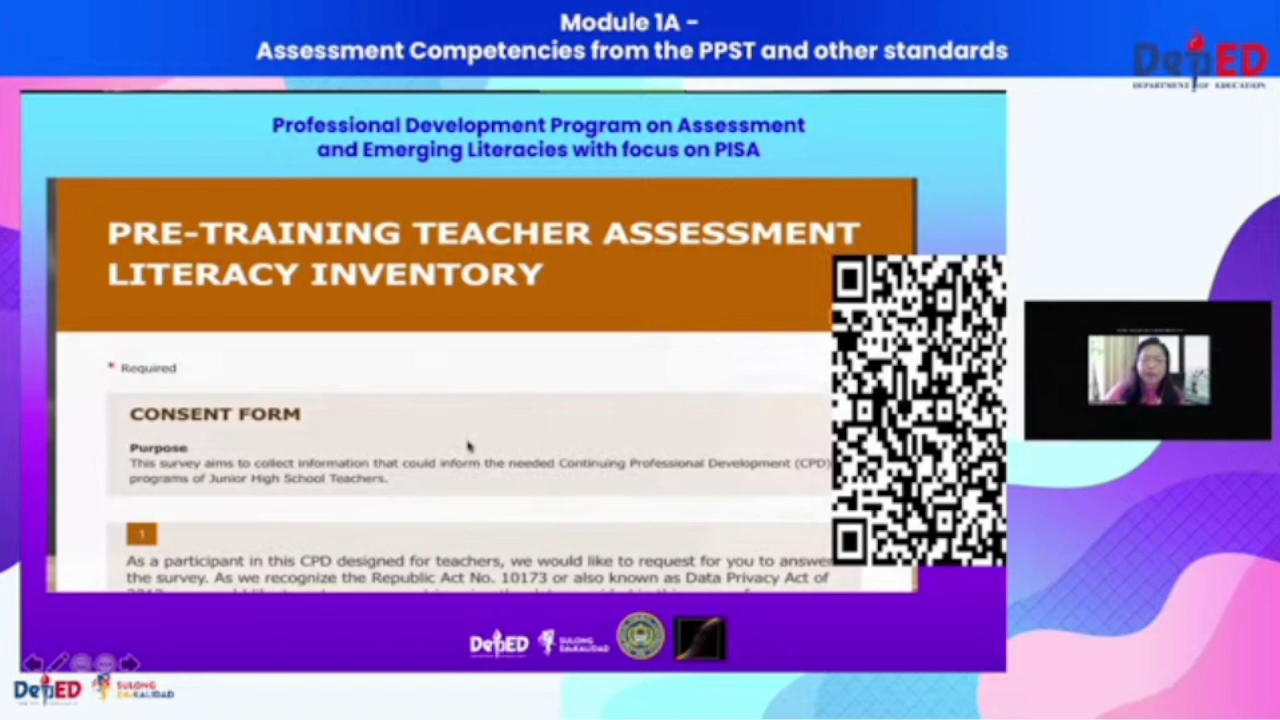 Module 1A -
Assessment Competencies from the PPST and other standards
DepED
DEPARTMENT OF EDUCATION
Professional Development Program on Assessment
and Emerging Literacies with focus on PISA
PRE-TRAINING TEACHER ASSESSMENT
LITERACY INVENTORY
* Required
CONSENT FORM
Purpose
This survey aims to collect information that could inform the needed Continuing Professional Development (CPD)
programs of Junior High School Teachers.
1
As a participant in this CPD designed for teachers, we would like to request for you to answer
the survey. As we recognize the Republic Act No. 10173 or also known as Data Privacy Act of
DepED
SULONG
EduKALIDAD
DepED
SULONG
EduKALIDAD